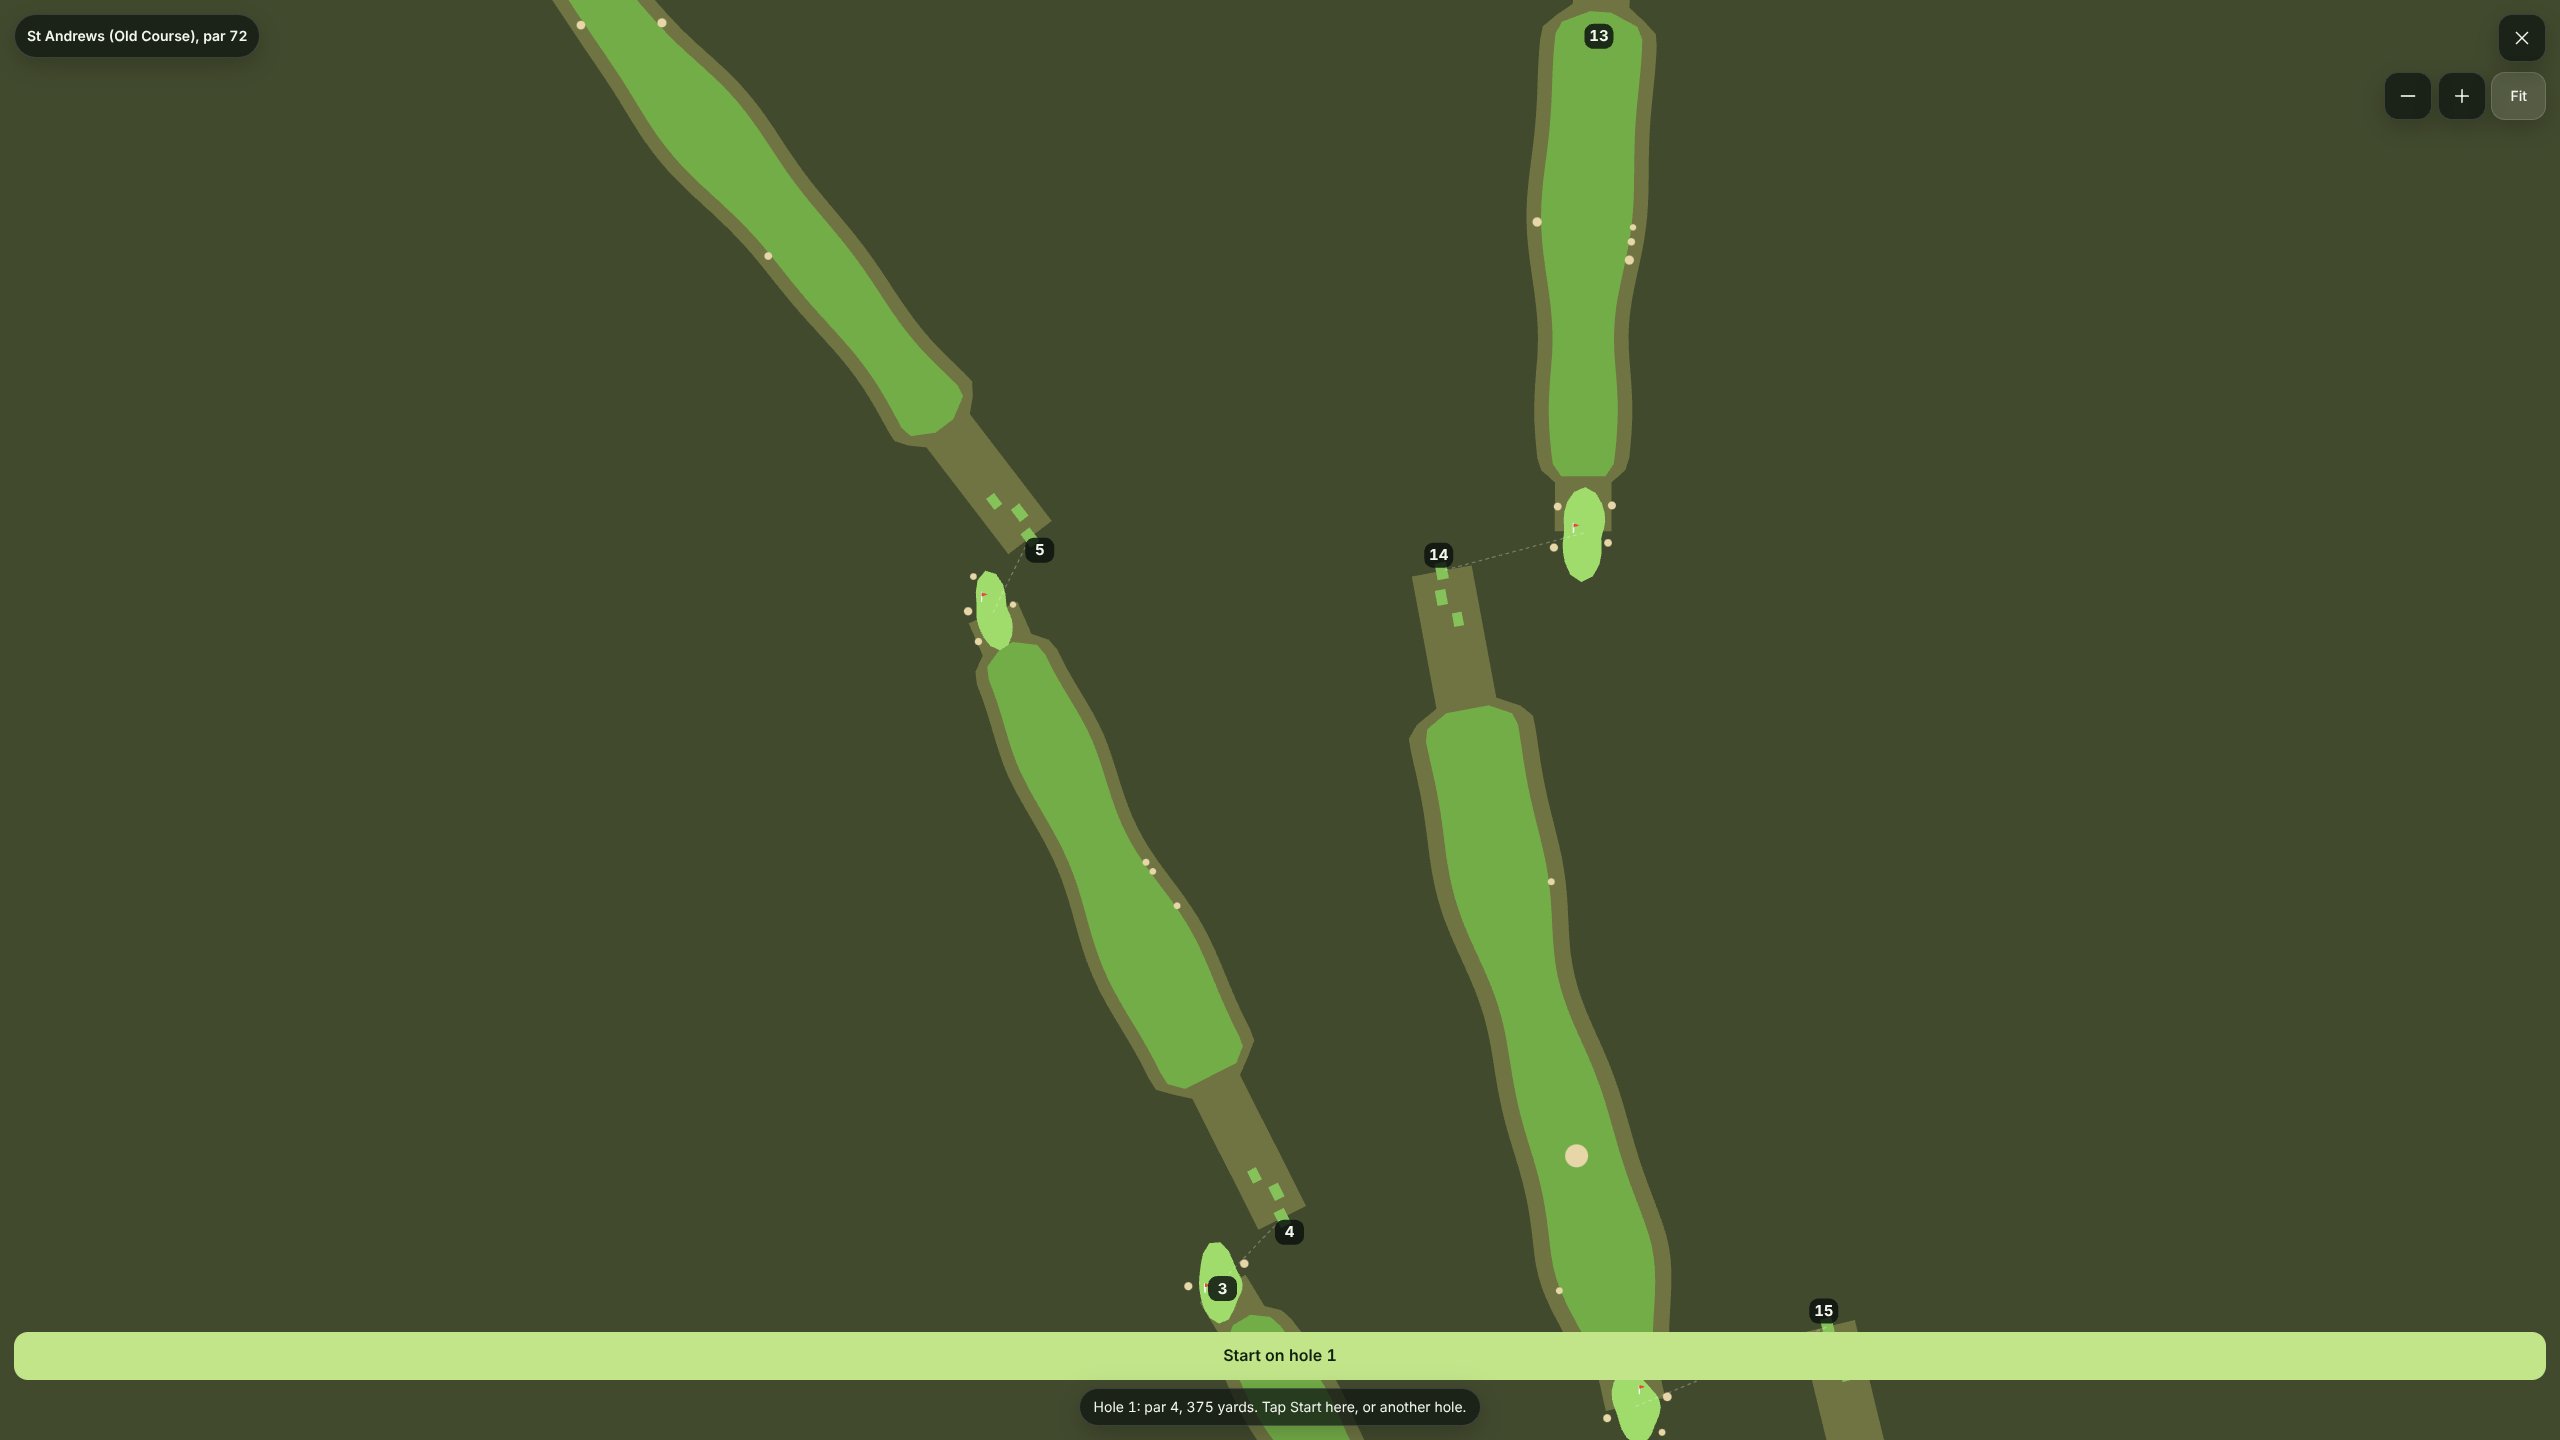 St Andrews (Old Course), par 72
13
Fit
5
14
4
3
15
Start on hole 1
Hole 1: par 4, 375 yards. Tap Start here, or another hole.